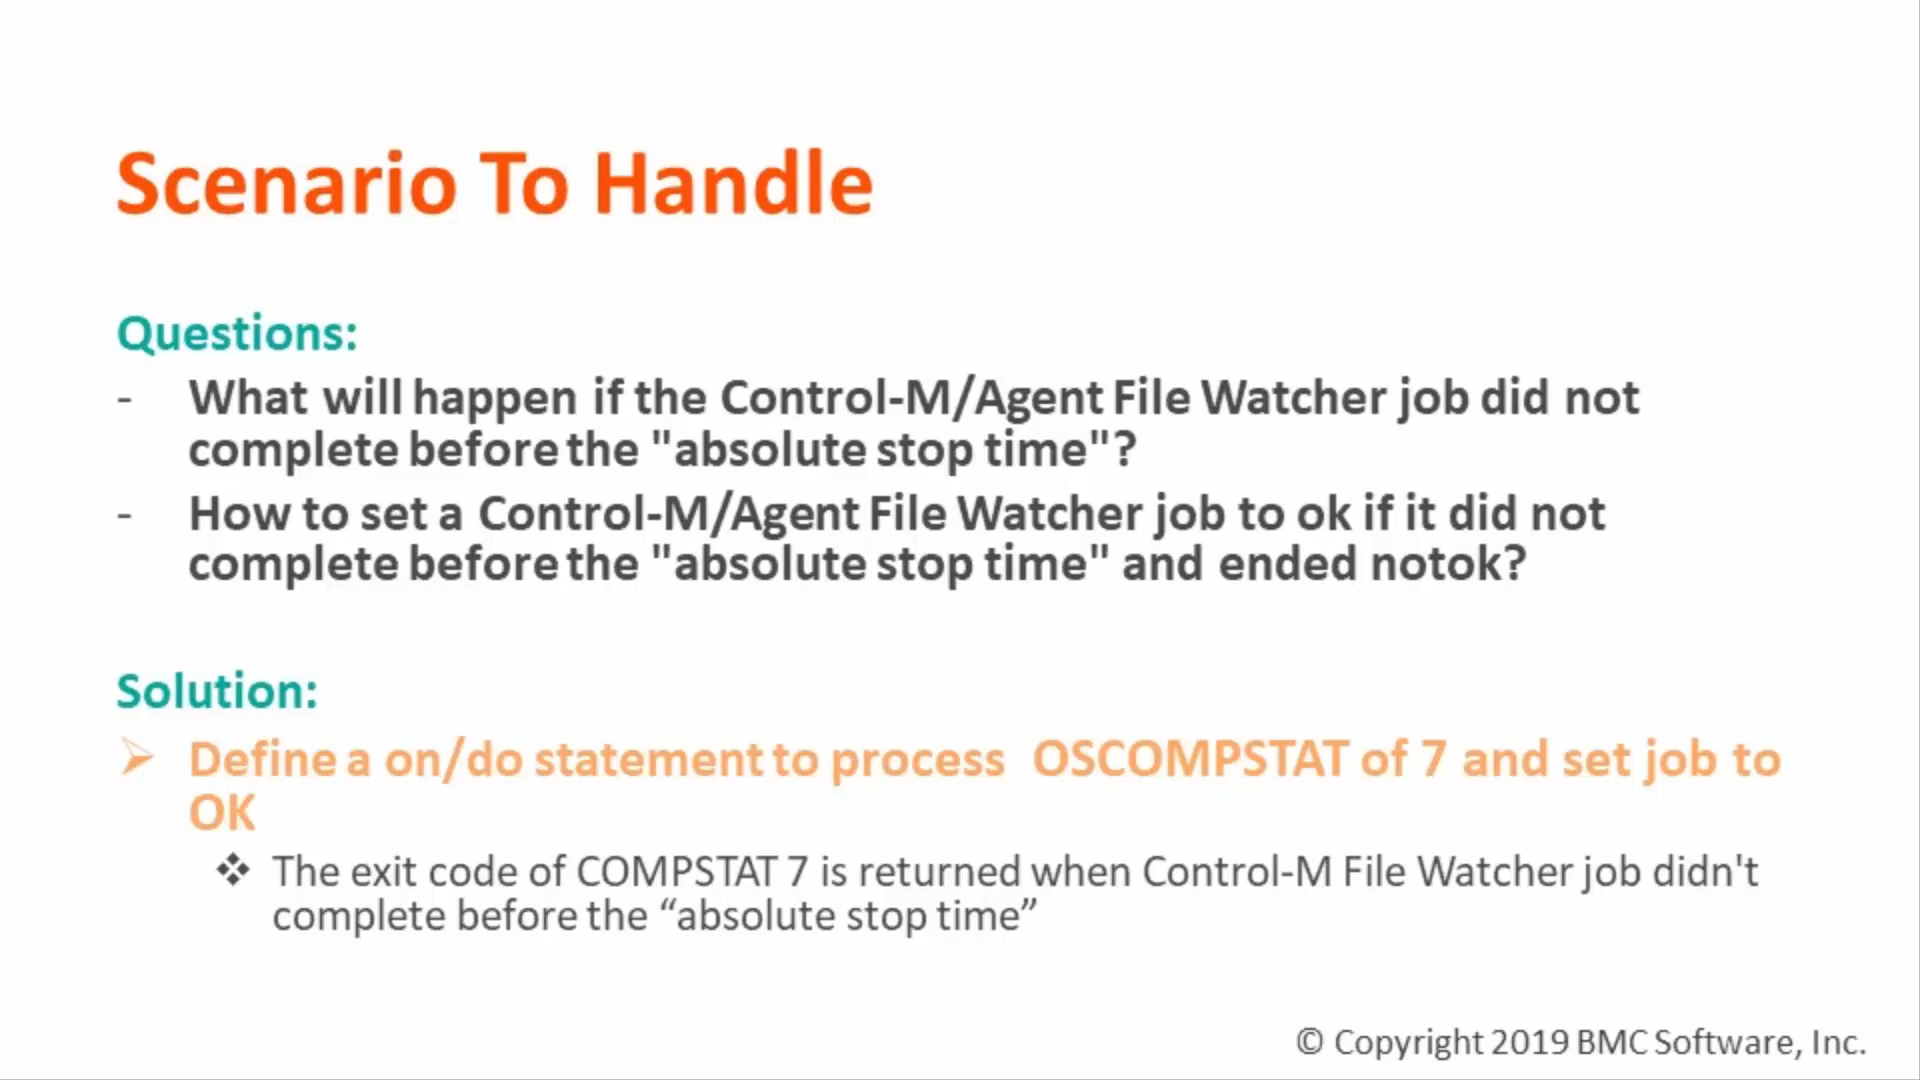 Scenario To Handle
Questions:
- What will happen if the Control-M/Agent File Watcher job did not
complete before the "absolute stop time"?
- How to set a Control-M/Agent File Watcher job to ok if it did not
complete before the "absolute stop time" and ended notok?
Solution:
Define a on/do statement to process OSCOMPSTAT of 7 and set job to
OK
The exit code of COMPSTAT 7 is returned when Control-M File Watcher job didn't
complete before the “absolute stop time”
© Copyright 2019 BMC Software, Inc.